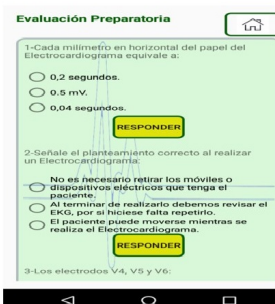 Evaluación Preparatoria
1-Cada milímetro en horizontal del papel del
Electrocardiograma equivale a:
0,2 segundos.
0.5 mV.
0,04 segundos.
RESPONDER
2-Señale el planteamiento correcto al realizar
un Electrocardiograma:
No es necesario retirar los móviles o
dispositivos eléctricos que tenga el
paciente.
Al terminar de realizarlo debemos revisar el
EKG, por si hiciese falta repetirlo.
El paciente puede moverse mientras se
realiza el Electrocardiograma.
RESPONDER
3-Los electrodos V4, V5 y V6: